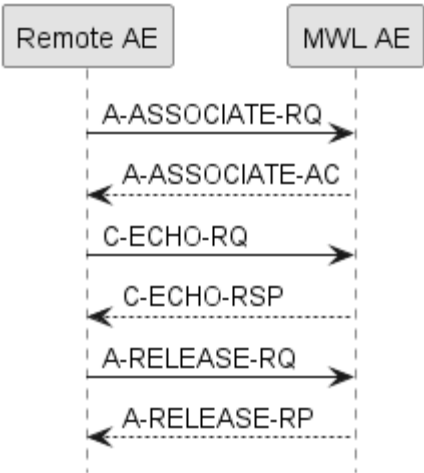 Remote AE
MWL AE
A-ASSOCIATE-RQ
A-ASSOCIATE-AC
C-ECHO-RQ
C-ECHO-RSP
A-RELEASE-RQ
A-RELEASE-RP